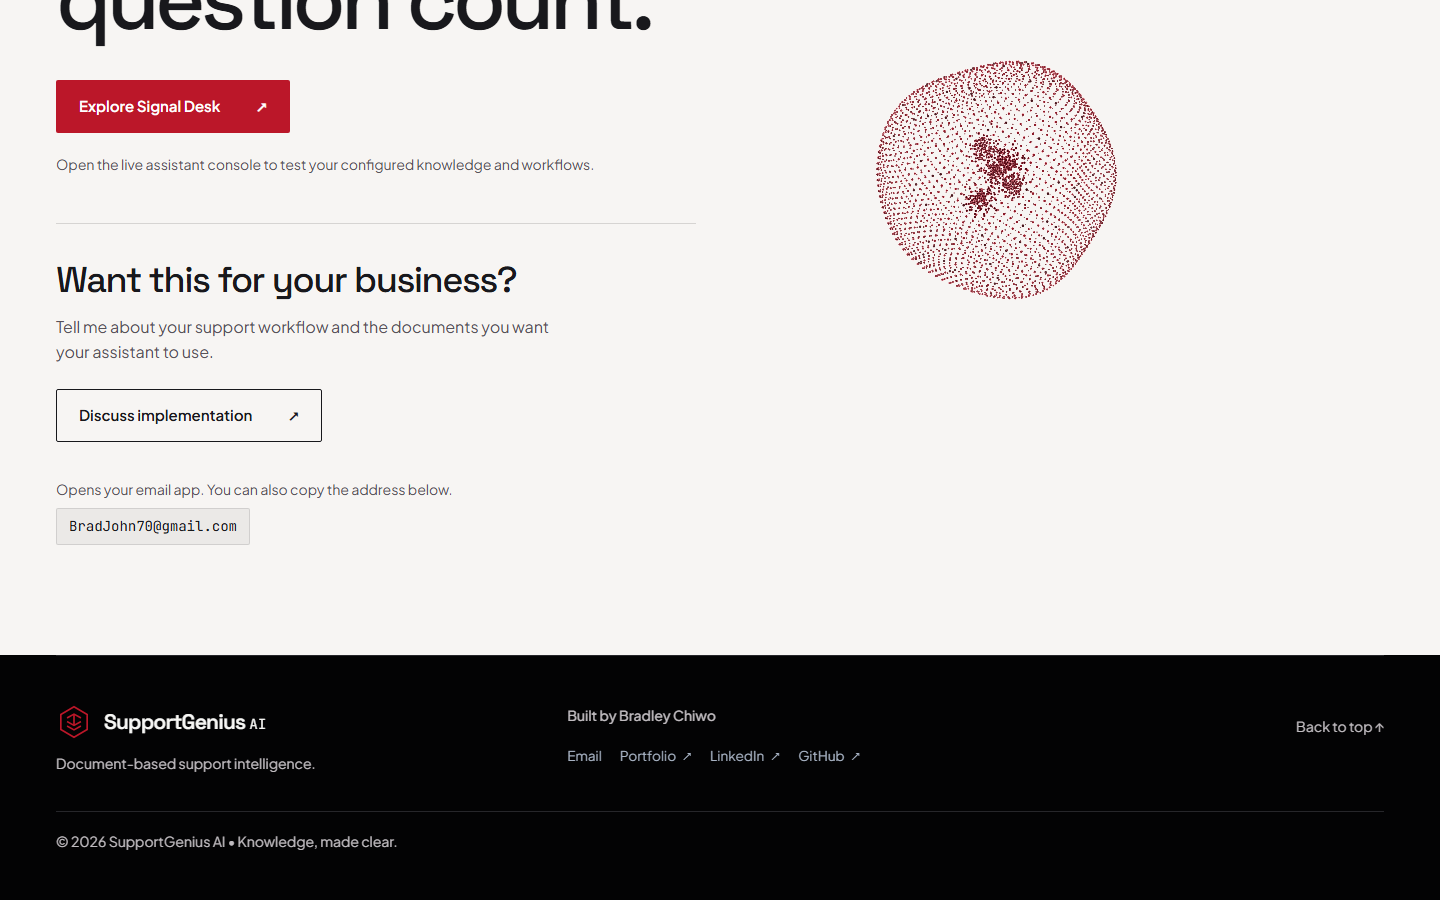 question count.
Explore Signal Desk ↗
Open the live assistant console to test your configured knowledge and workflows.
Want this for your business?
Tell me about your support workflow and the documents you want
your assistant to use.
Discuss implementation ↗
Opens your email app. You can also copy the address below.
BradJohn70@gmail.com
SupportGenius AI
Document-based support intelligence.
Built by Bradley Chiwo
Email Portfolio ↗ LinkedIn ↗ GitHub ↗
Back to top ↑
© 2026 SupportGenius AI • Knowledge, made clear.